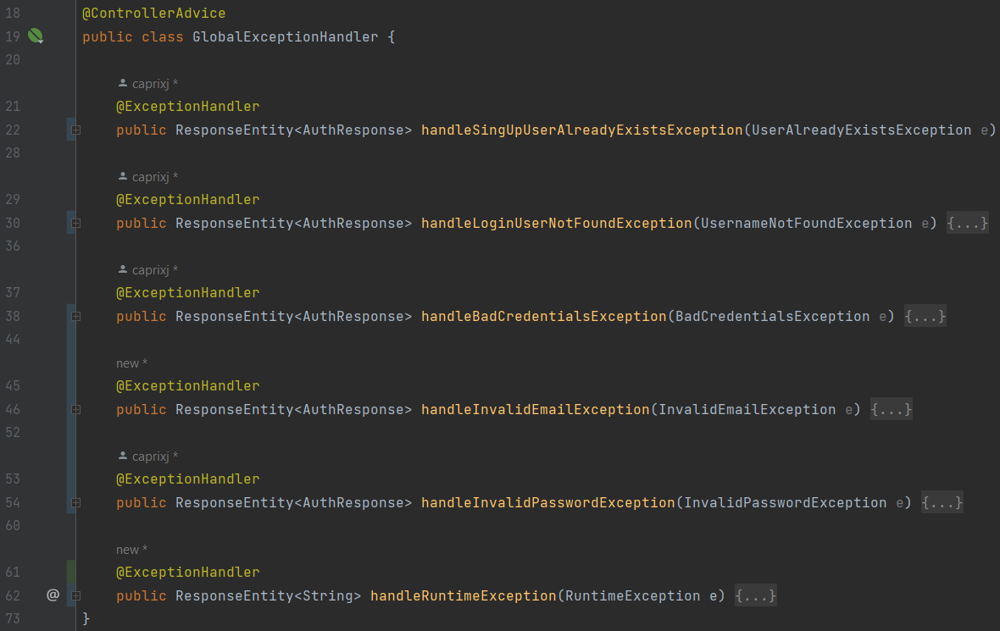 18 @ControllerAdvice
19 public class GlobalExceptionHandler {
20
caprixj *
21 @ExceptionHandler
22 public ResponseEntity<AuthResponse> handleSingUpUserAlreadyExistsException(UserAlreadyExistsException e)
28
caprixj *
29 @ExceptionHandler
30 public ResponseEntity<AuthResponse> handleLoginUserNotFoundException(UsernameNotFoundException e) {...}
36
caprixj *
37 @ExceptionHandler
38 public ResponseEntity<AuthResponse> handleBadCredentialsException(BadCredentialsException e) {...}
44
new *
45 @ExceptionHandler
46 public ResponseEntity<AuthResponse> handleInvalidEmailException(InvalidEmailException e) {...}
52
caprixj *
53 @ExceptionHandler
54 public ResponseEntity<AuthResponse> handleInvalidPasswordException(InvalidPasswordException e) {...}
60
new *
61 @ExceptionHandler
62 @ public ResponseEntity<String> handleRuntimeException(RuntimeException e) {...}
73 }